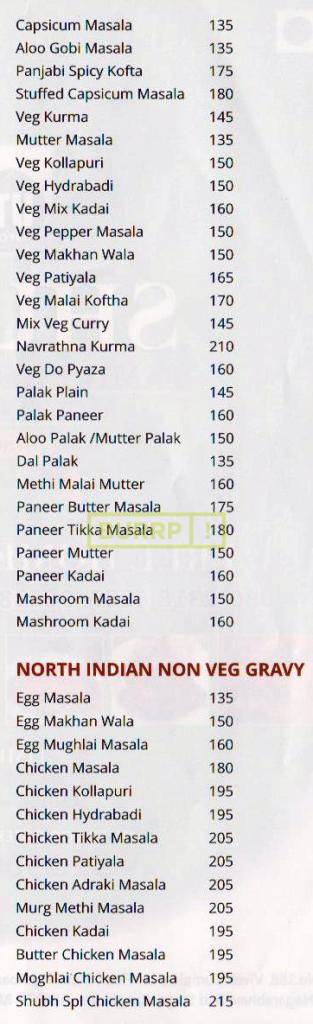 Capsicum Masala 135
Aloo Gobi Masala 135
Panjabi Spicy Kofta 175
Stuffed Capsicum Masala 180
Veg Kurma 145
Mutter Masala 135
Veg Kollapuri 150
Veg Hydrabadi 150
Veg Mix Kadai 160
Veg Pepper Masala 150
Veg Makhan Wala 150
Veg Patiyala 165
Veg Malai Koftha 170
Mix Veg Curry 145
Navrathna Kurma 210
Veg Do Pyaza 160
Palak Plain 145
Palak Paneer 160
Aloo Palak /Mutter Palak 150
Dal Palak 135
Methi Malai Mutter 160
Paneer Butter Masala 175
Paneer Tikka Masala 180
BURRP!
Paneer Mutter 150
Paneer Kadai 160
Mashroom Masala 150
Mashroom Kadai 160
NORTH INDIAN NON VEG GRAVY
Egg Masala 135
Egg Makhan Wala 150
Egg Mughlai Masala 160
Chicken Masala 180
Chicken Kollapuri 195
Chicken Hydrabadi 195
Chicken Tikka Masala 205
Chicken Patiyala 205
Chicken Adraki Masala 205
Murg Methi Masala 205
Chicken Kadai 195
Butter Chicken Masala 195
Moghlai Chicken Masala 195
Shubh Spl Chicken Masala 215